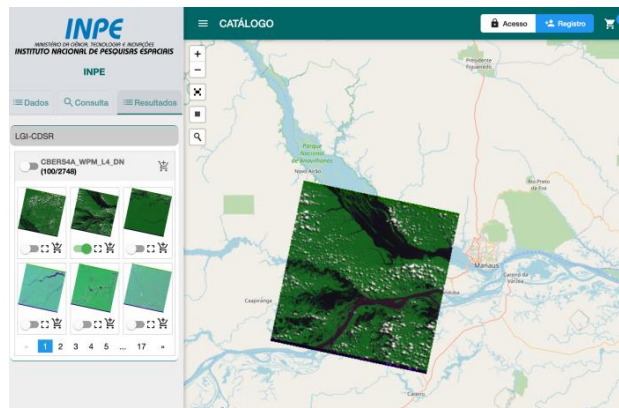 INPE
MINISTÉRIO DA CIÊNCIA, TECNOLOGIA E INOVAÇÕES
INSTITUTO NACIONAL DE PESQUISAS ESPACIAIS
INPE
Dados
Consulta
Resultados
LGI-CDSR
CBERS4A_WPM_L4_DN
(100/2748)
« 1 2 3 4 5 ... 17 »
CATÁLOGO
Acesso
Registro
+
−
Presidente
Figueiredo
Parque
Nacional
de Anavilhanas
Novo Airão
Rio Preto
da Eva
Manaus
Careiro da
Várzea
Caapiranga
Careiro